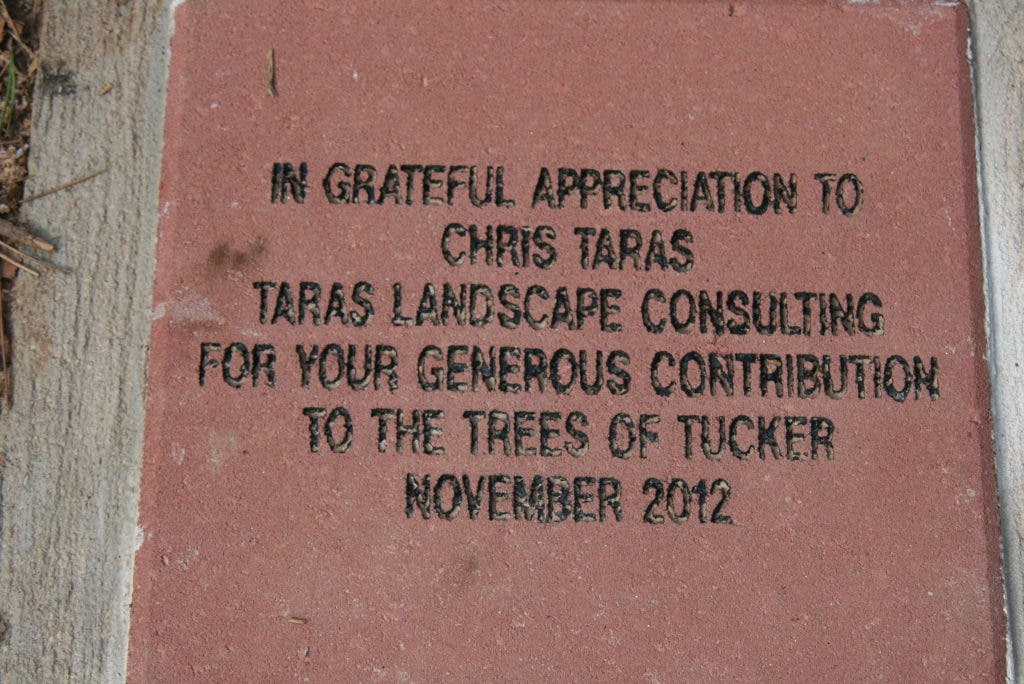 IN GRATEFUL APPRECIATION TO
CHRIS TARAS
TARAS LANDSCAPE CONSULTING
FOR YOUR GENEROUS CONTRIBUTION
TO THE TREES OF TUCKER
NOVEMBER 2012